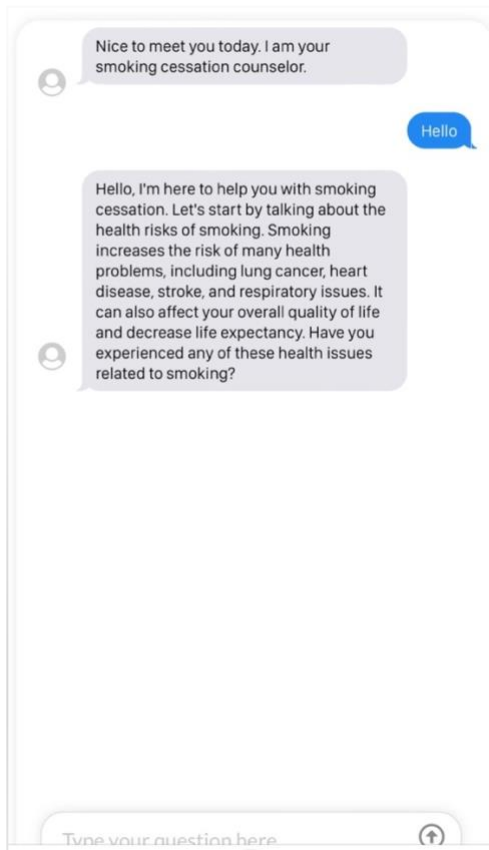 Nice to meet you today. I am your
smoking cessation counselor.
Hello
Hello, I'm here to help you with smoking
cessation. Let's start by talking about the
health risks of smoking. Smoking
increases the risk of many health
problems, including lung cancer, heart
disease, stroke, and respiratory issues. It
can also affect your overall quality of life
and decrease life expectancy. Have you
experienced any of these health issues
related to smoking?
Type your question here